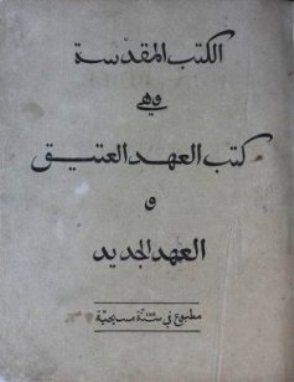 الكتب المقدسة
وهي
كتب العهد العتيق
و
العهد الجديد
مطبوع في سنة مسيحية